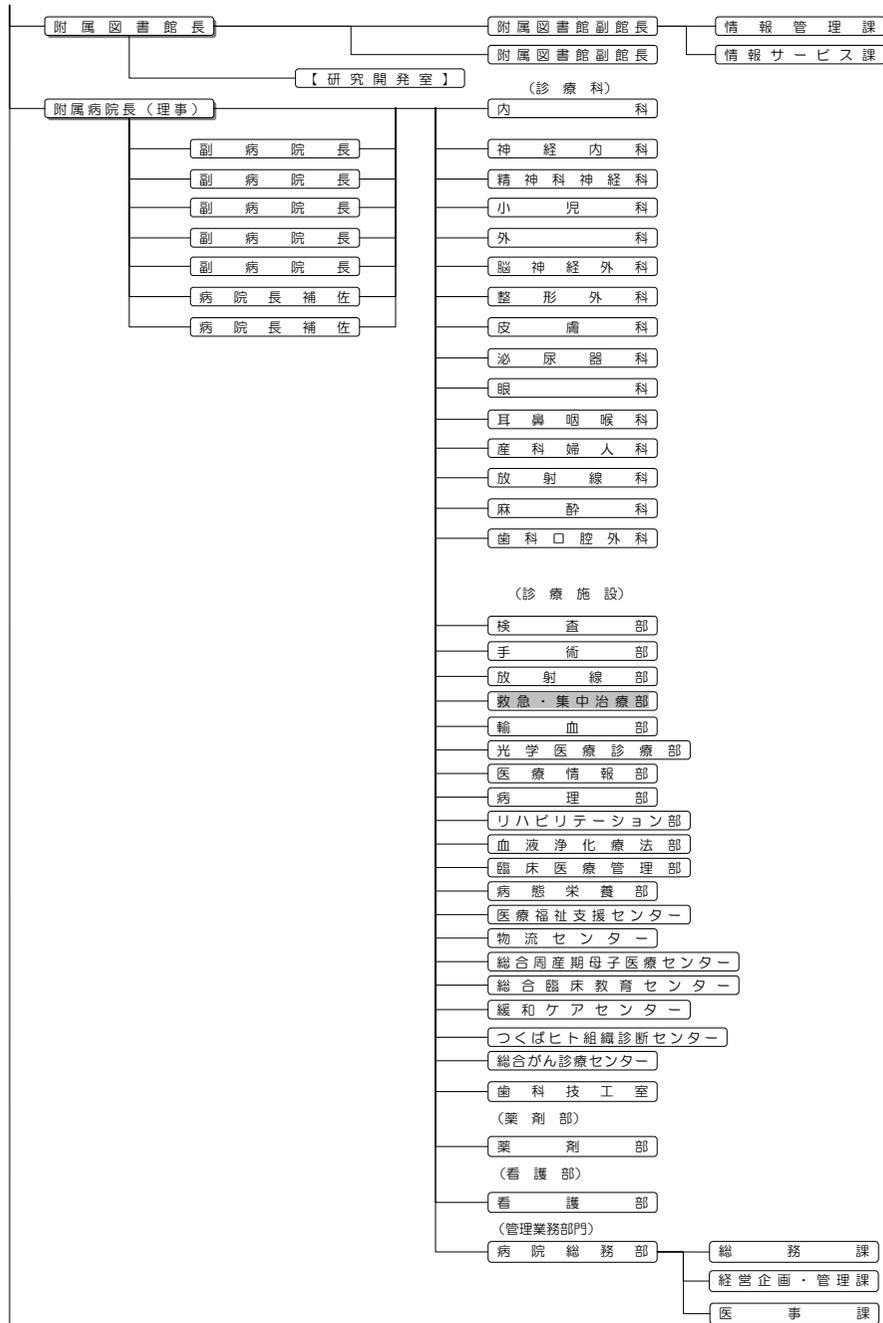 附属図書館長 附属図書館副館長 情報管理課
附属図書館副館長 情報サービス課
【研究開発室】
（診療科）
附属病院長（理事） 内科
副病院長 神経内科
副病院長 精神科神経科
副病院長 小児科
副病院長 外科
副病院長 脳神経外科
病院長補佐 整形外科
病院長補佐 皮膚科
泌尿器科
眼科
耳鼻咽喉科
産科婦人科
放射線科
麻酔科
歯科口腔外科
（診療施設）
検査部
手術部
放射線部
救急・集中治療部
輸血部
光学医療診療部
医療情報部
病理部
リハビリテーション部
血液浄化療法部
臨床医療管理部
病態栄養部
医療福祉支援センター
物流センター
総合周産期母子医療センター
総合臨床教育センター
緩和ケアセンター
つくばヒト組織診断センター
総合がん診療センター
歯科技工室
（薬剤部）
薬剤部
（看護部）
看護部
（管理業務部門）
病院総務部 総務課
経営企画・管理課
医事課